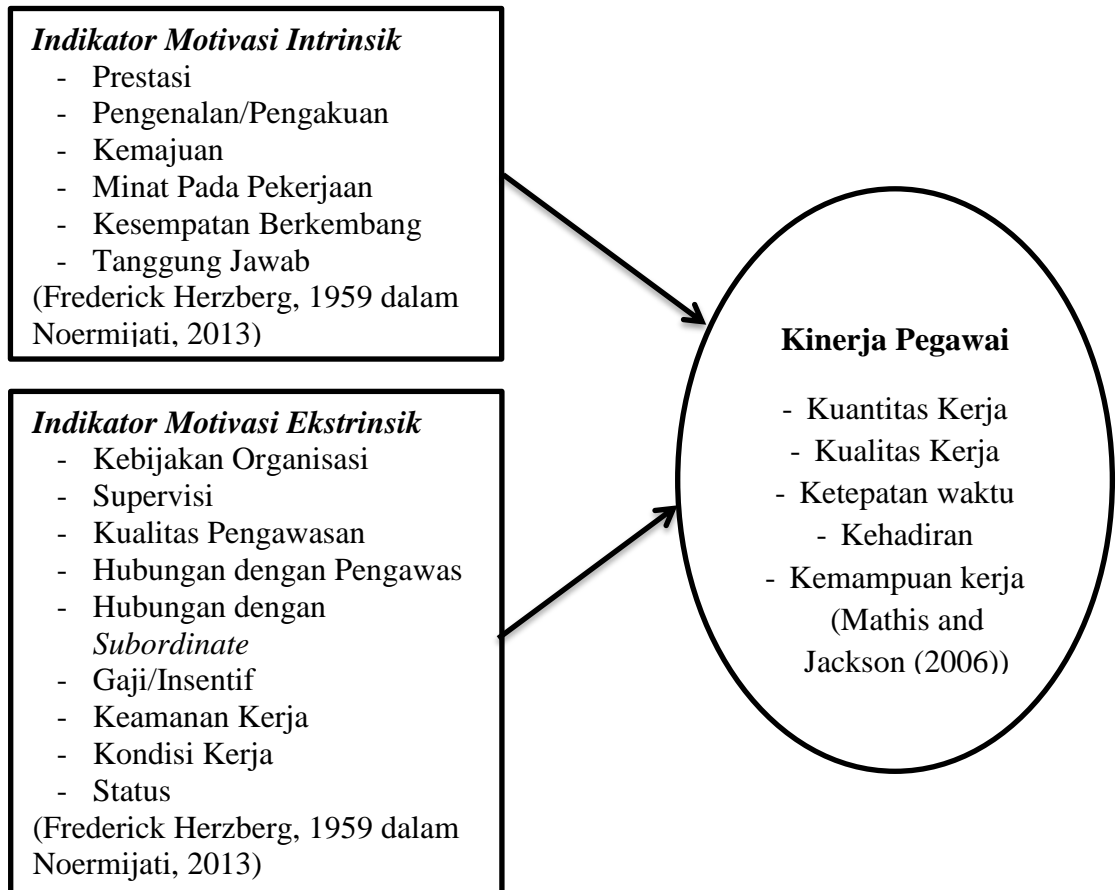 Indikator Motivasi Intrinsik
- Prestasi
- Pengenalan/Pengakuan
- Kemajuan
- Minat Pada Pekerjaan
- Kesempatan Berkembang
- Tanggung Jawab
(Frederick Herzberg, 1959 dalam
Noermijati, 2013)
Indikator Motivasi Ekstrinsik
- Kebijakan Organisasi
- Supervisi
- Kualitas Pengawasan
- Hubungan dengan Pengawas
- Hubungan dengan
Subordinate
- Gaji/Insentif
- Keamanan Kerja
- Kondisi Kerja
- Status
(Frederick Herzberg, 1959 dalam
Noermijati, 2013)
Kinerja Pegawai
- Kuantitas Kerja
- Kualitas Kerja
- Ketepatan waktu
- Kehadiran
- Kemampuan kerja
(Mathis and
Jackson (2006))